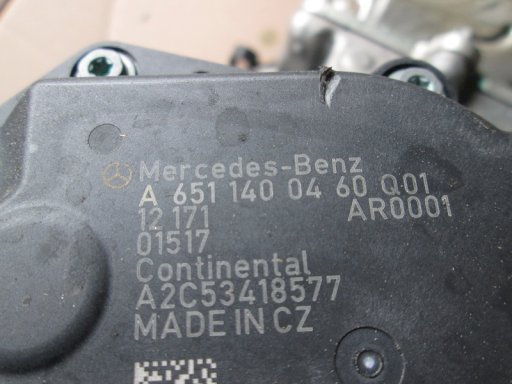 Mercedes-Benz
A 651 140 04 60 Q01
12 171 AR0001
01517
Continental
A2C53418577
MADE IN CZ